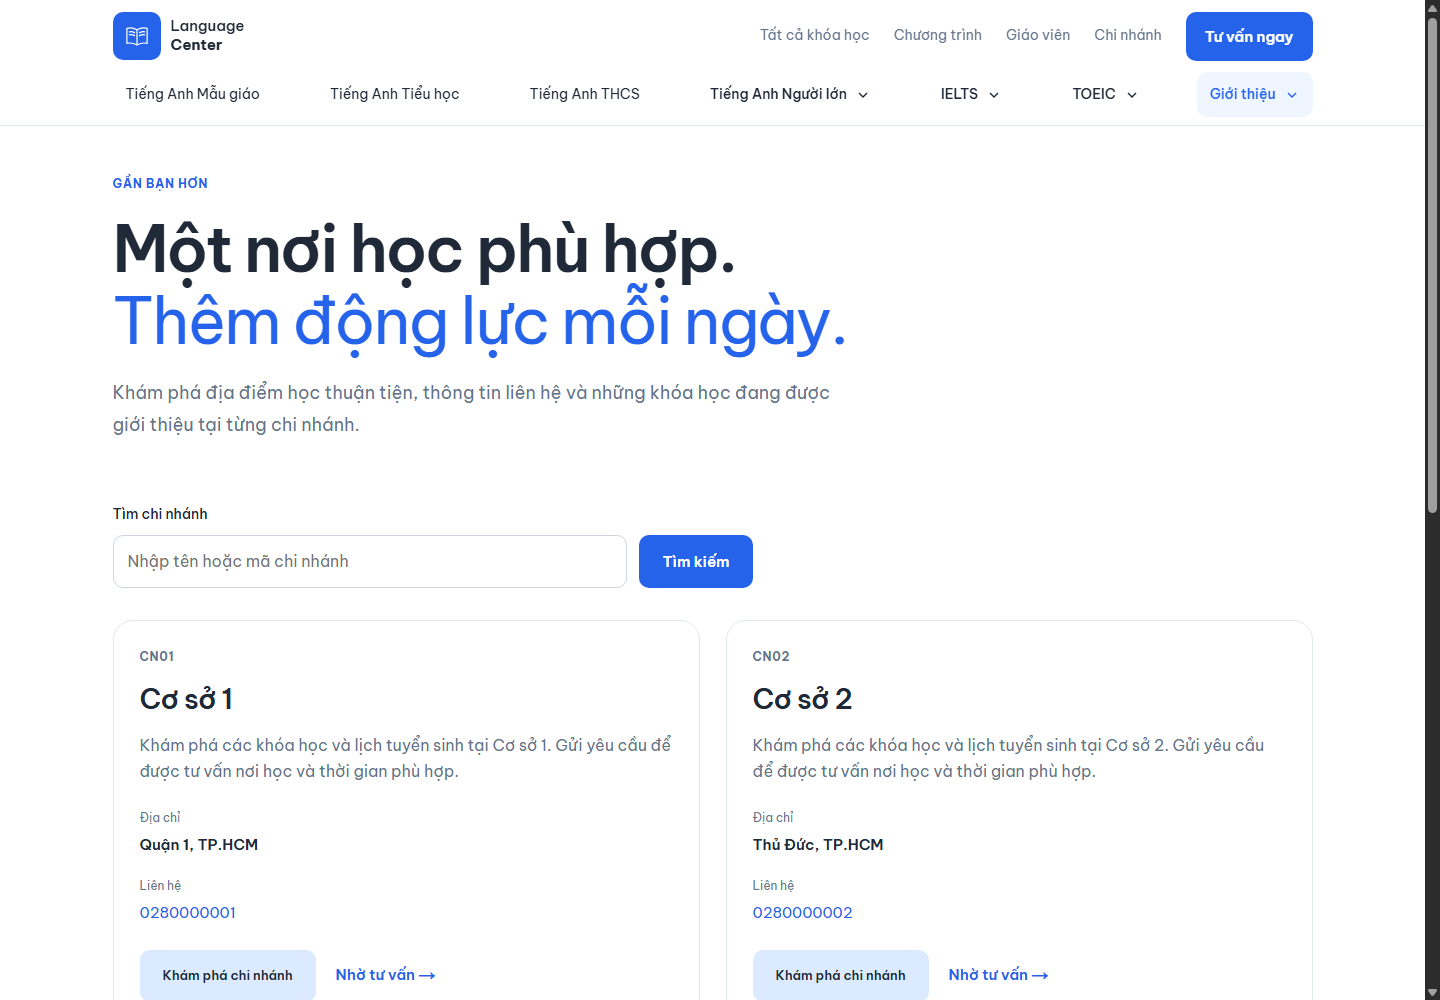 Language
Center
Tất cả khóa học
Chương trình
Giáo viên
Chi nhánh
Tư vấn ngay
Tiếng Anh Mẫu giáo
Tiếng Anh Tiểu học
Tiếng Anh THCS
Tiếng Anh Người lớn
IELTS
TOEIC
Giới thiệu
GẦN BẠN HƠN
Một nơi học phù hợp.
Thêm động lực mỗi ngày.
Khám phá địa điểm học thuận tiện, thông tin liên hệ và những khóa học đang được
giới thiệu tại từng chi nhánh.
Tìm chi nhánh
Nhập tên hoặc mã chi nhánh
Tìm kiếm
CN01
Cơ sở 1
Khám phá các khóa học và lịch tuyển sinh tại Cơ sở 1. Gửi yêu cầu để
được tư vấn nơi học và thời gian phù hợp.
Địa chỉ
Quận 1, TP.HCM
Liên hệ
0280000001
Khám phá chi nhánh
Nhờ tư vấn →
CN02
Cơ sở 2
Khám phá các khóa học và lịch tuyển sinh tại Cơ sở 2. Gửi yêu cầu
để được tư vấn nơi học và thời gian phù hợp.
Địa chỉ
Thủ Đức, TP.HCM
Liên hệ
0280000002
Khám phá chi nhánh
Nhờ tư vấn →